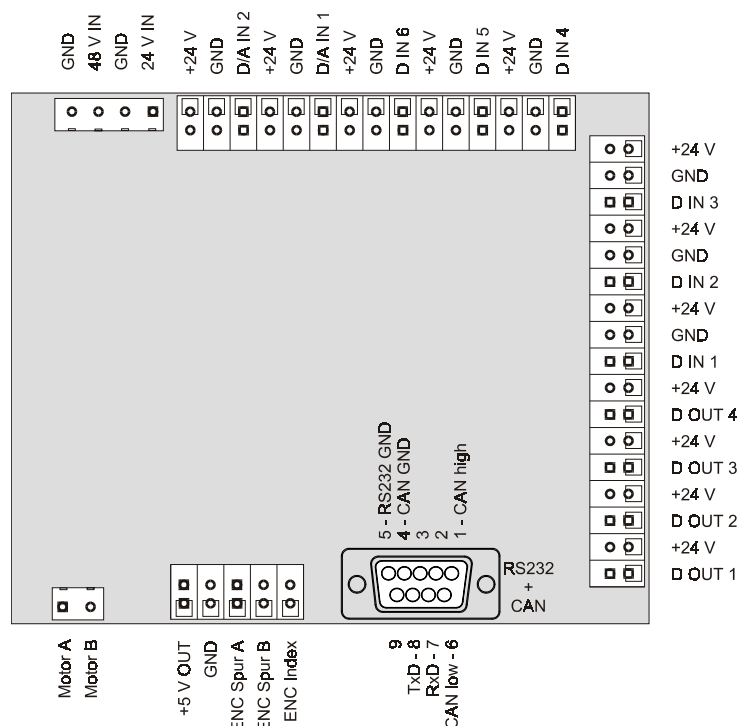 GND
48 V IN
GND
24 V IN
+24 V
GND
D/A IN 2
+24 V
GND
D/A IN 1
+24 V
GND
D IN 6
+24 V
GND
D IN 5
+24 V
GND
D IN 4
+24 V
GND
D IN 3
+24 V
GND
D IN 2
+24 V
GND
D IN 1
+24 V
D OUT 4
+24 V
D OUT 3
+24 V
D OUT 2
+24 V
D OUT 1
5 - RS232 GND
4 - CAN GND
3
2
1 - CAN high
RS232
+
CAN
Motor A
Motor B
+5 V OUT
GND
ENC Spur A
ENC Spur B
ENC Index
9
TxD - 8
RxD - 7
CAN low - 6